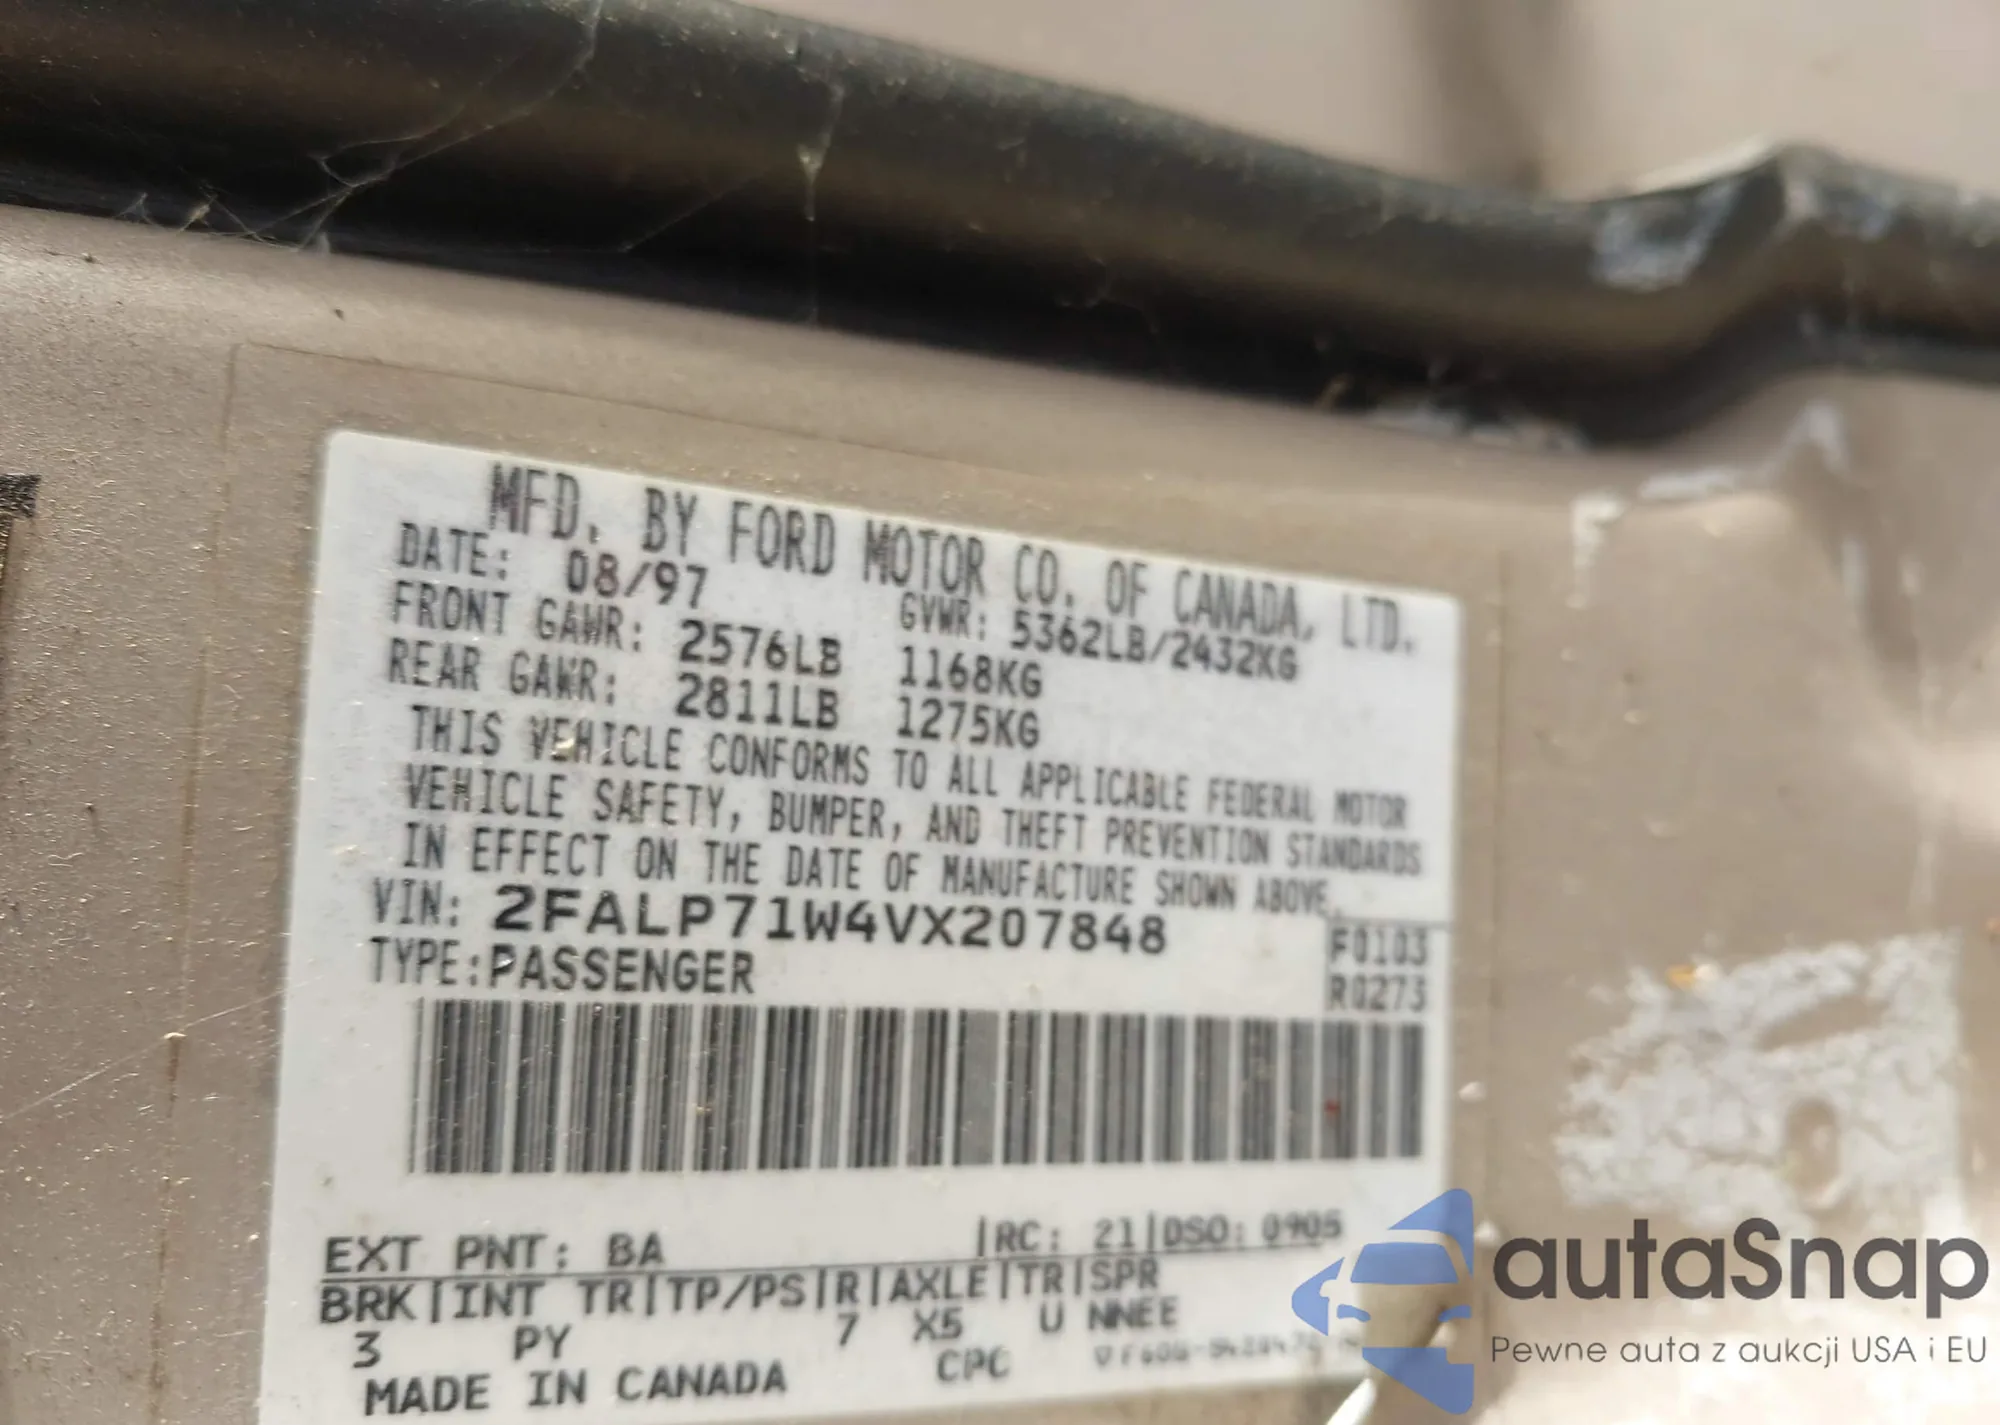 MFD. BY FORD MOTOR CO. OF CANADA, LTD.
DATE: 08/97 GVWR: 5362LB/2432KG
FRONT GAWR: 2576LB 1168KG
REAR GAWR: 2811LB 1275KG
THIS VEHICLE CONFORMS TO ALL APPLICABLE FEDERAL MOTOR
VEHICLE SAFETY, BUMPER, AND THEFT PREVENTION STANDARDS
IN EFFECT ON THE DATE OF MANUFACTURE SHOWN ABOVE.
VIN: 2FALP71W4VX207848
F0103
TYPE: PASSENGER
R0273
EXT PNT: BA |RC: 21|DSO: 0905
BRK|INT TR|TP/PS|R|AXLE|TR|SPR
3 PY 7 X5 U NNEE
MADE IN CANADA CPC
autaSnap
Pewne auta z aukcji USA i EU